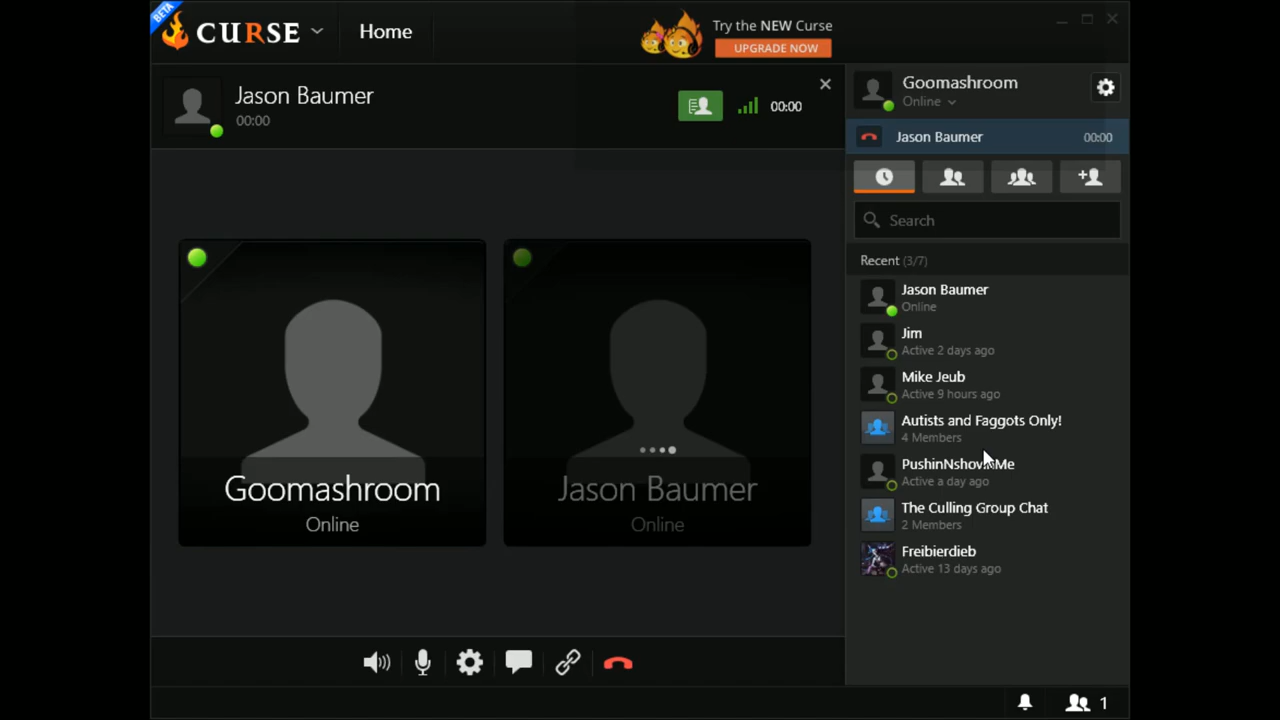 BETA
CURSE
Home
Try the NEW Curse
UPGRADE NOW
Jason Baumer
00:00
00:00
Goomashroom
Online
Jason Baumer
00:00
Search
Recent (3/7)
Jason Baumer
Online
Jim
Active 2 days ago
Mike Jeub
Active 9 hours ago
Autists and Faggots Only!
4 Members
PushinNshovinMe
Active a day ago
The Culling Group Chat
2 Members
Freibierdieb
Active 13 days ago
Goomashroom
Online
Jason Baumer
Online
1